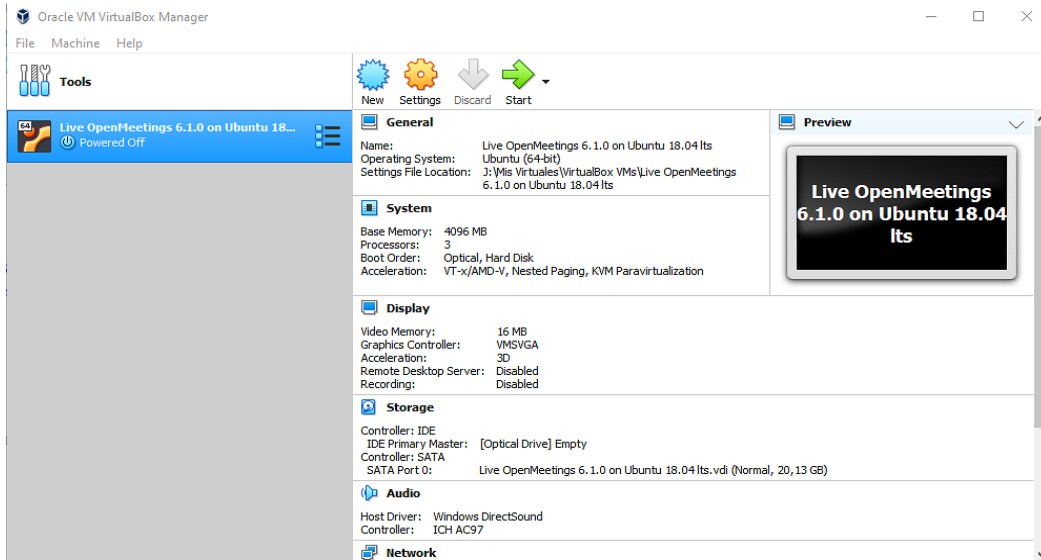 Oracle VM VirtualBox Manager
File Machine Help
Tools
New Settings Discard Start
64
Live OpenMeetings 6.1.0 on Ubuntu 18...
Powered Off
General
Name: Live OpenMeetings 6.1.0 on Ubuntu 18.04 lts
Operating System: Ubuntu (64-bit)
Settings File Location: J:\Mis Virtuales\VirtualBox VMs\Live OpenMeetings
6.1.0 on Ubuntu 18.04 lts
Preview
Live OpenMeetings
6.1.0 on Ubuntu 18.04
lts
System
Base Memory: 4096 MB
Processors: 3
Boot Order: Optical, Hard Disk
Acceleration: VT-x/AMD-V, Nested Paging, KVM Paravirtualization
Display
Video Memory: 16 MB
Graphics Controller: VMSVGA
Acceleration: 3D
Remote Desktop Server: Disabled
Recording: Disabled
Storage
Controller: IDE
IDE Primary Master: [Optical Drive] Empty
Controller: SATA
SATA Port 0: Live OpenMeetings 6.1.0 on Ubuntu 18.04 lts.vdi (Normal, 20,13 GB)
Audio
Host Driver: Windows DirectSound
Controller: ICH AC97
Network